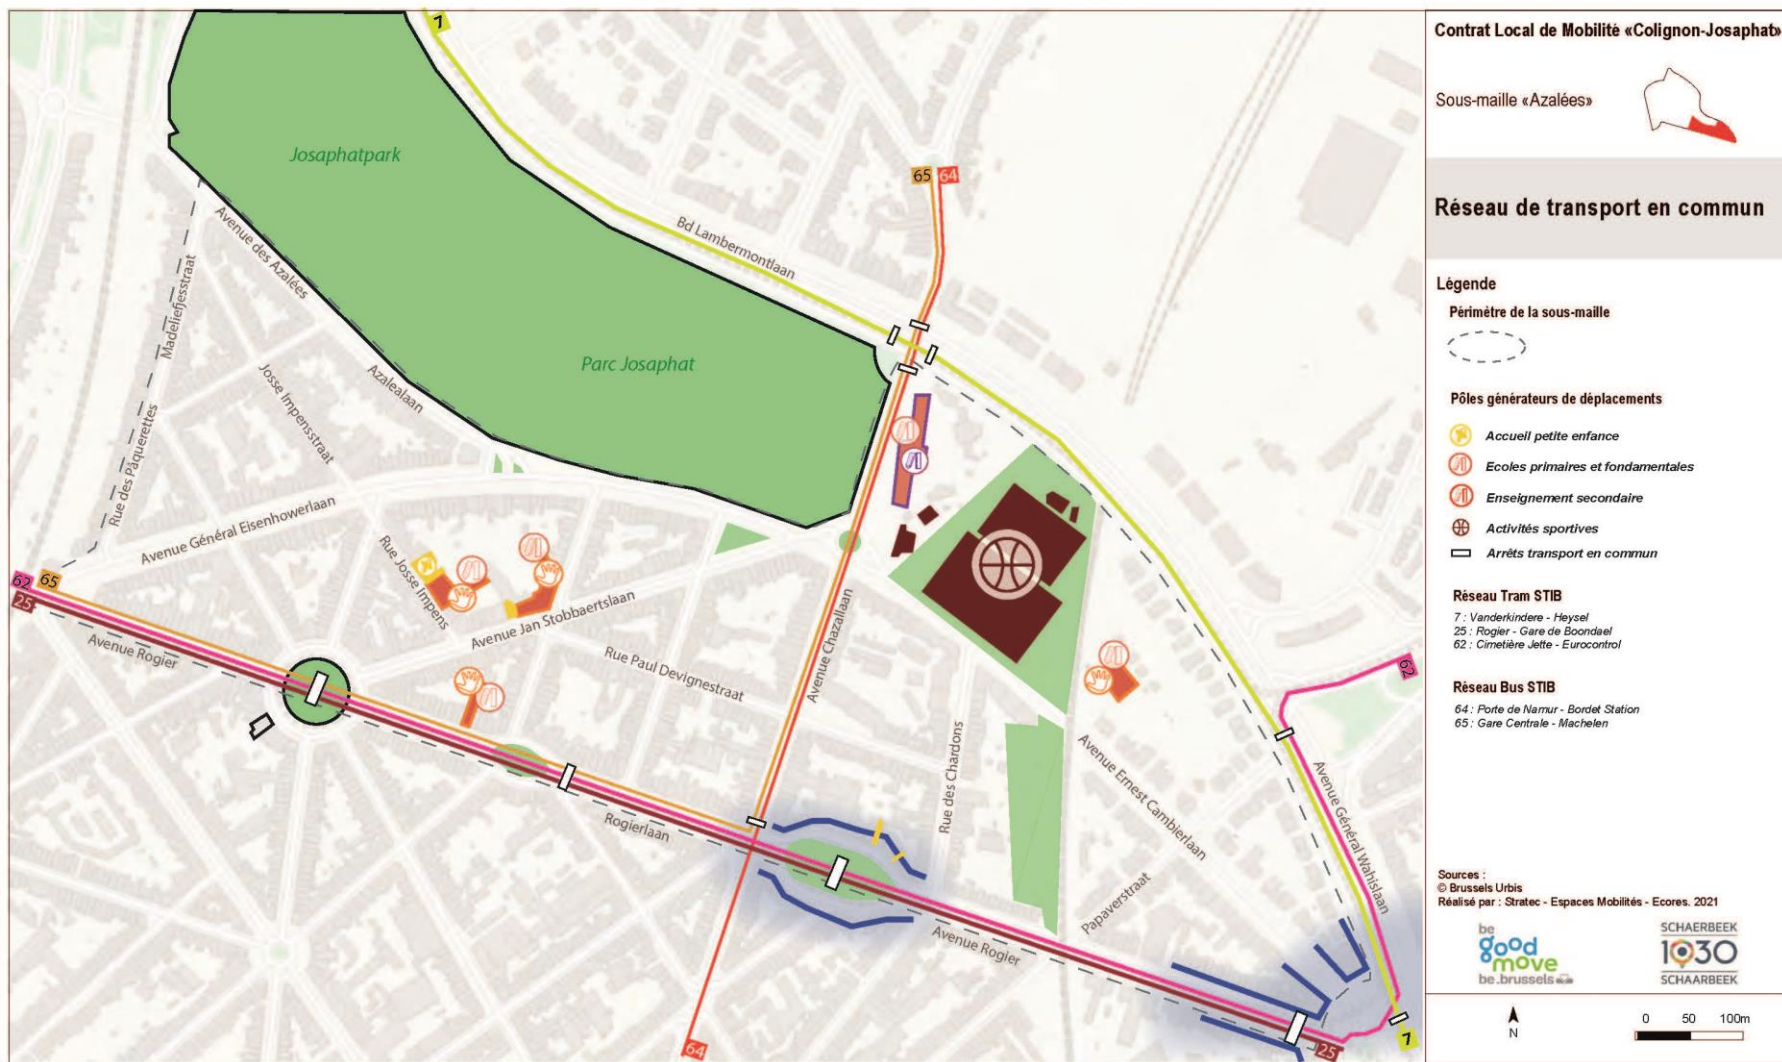 7
65
64
Josaphatpark
Bd Lambermontlaan
Avenue des Azalées
Madeliefjesstraat
Parc Josaphat
Josse Impensstraat
Azalealaan
Rue des Pâquerettes
Avenue Général Eisenhowerlaan
Rue Josse Impens
62
65
25
Avenue Jan Stobbaertslaan
Avenue Rogier
Rue Paul Devignestraat
Avenue Chazallaan
62
Rue des Chardons
Avenue Ernest Cambierlaan
Avenue Général Wahislaan
Rogierlaan
Papaverstraat
Avenue Rogier
64
25
7
Contrat Local de Mobilité «Colignon-Josaphat»
Sous-maille «Azalées»
Réseau de transport en commun
Légende
Périmètre de la sous-maille
Pôles générateurs de déplacements
Accueil petite enfance
Ecoles primaires et fondamentales
Enseignement secondaire
Activités sportives
Arrêts transport en commun
Réseau Tram STIB
7 : Vanderkindere - Heysel
25 : Rogier - Gare de Boondael
62 : Cimetière Jette - Eurocontrol
Réseau Bus STIB
64 : Porte de Namur - Bordet Station
65 : Gare Centrale - Machelen
Sources :
© Brussels Urbis
Réalisé par : Stratec - Espaces Mobilités - Ecores. 2021
be
good
move
be.brussels
SCHAERBEEK
1030
SCHAARBEEK
N
0 50 100m